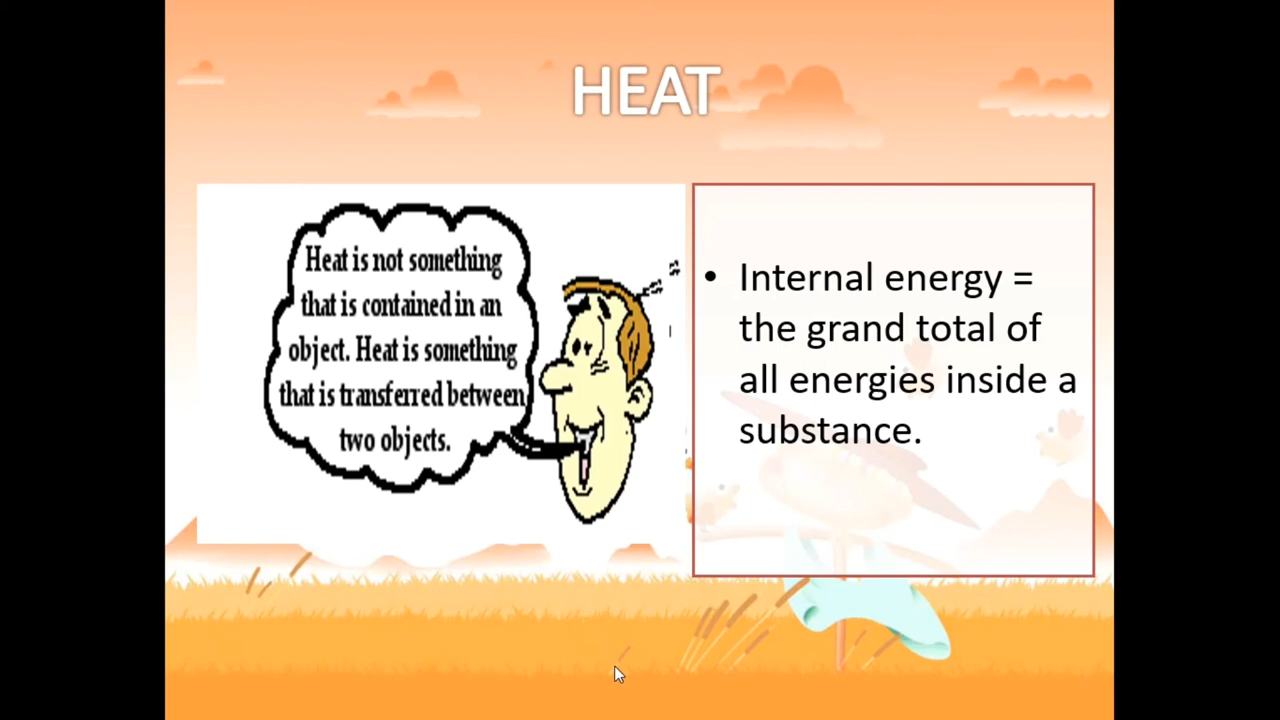 HEAT
Heat is not something
that is contained in an
object. Heat is something
that is transferred between
two objects.
• Internal energy =
the grand total of
all energies inside a
substance.